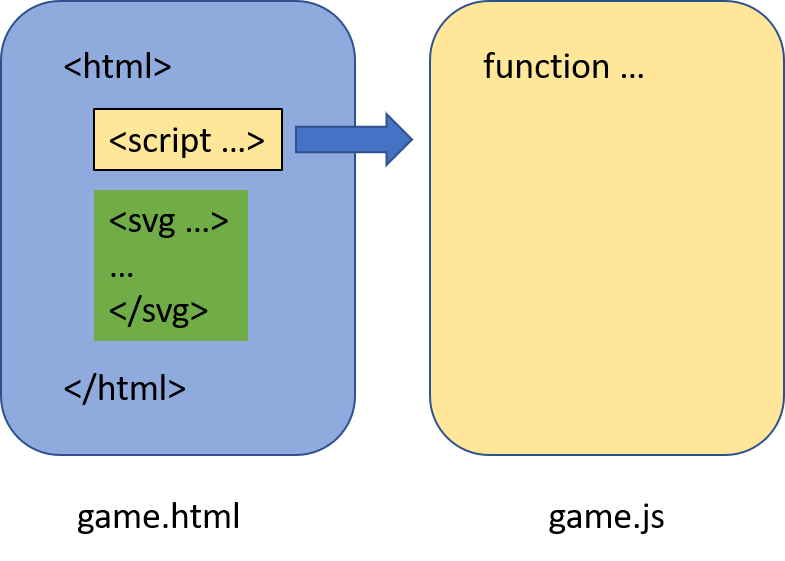 <html>
<script ...>
<svg ...>
...
</svg>
</html>
game.html
function ...
game.js